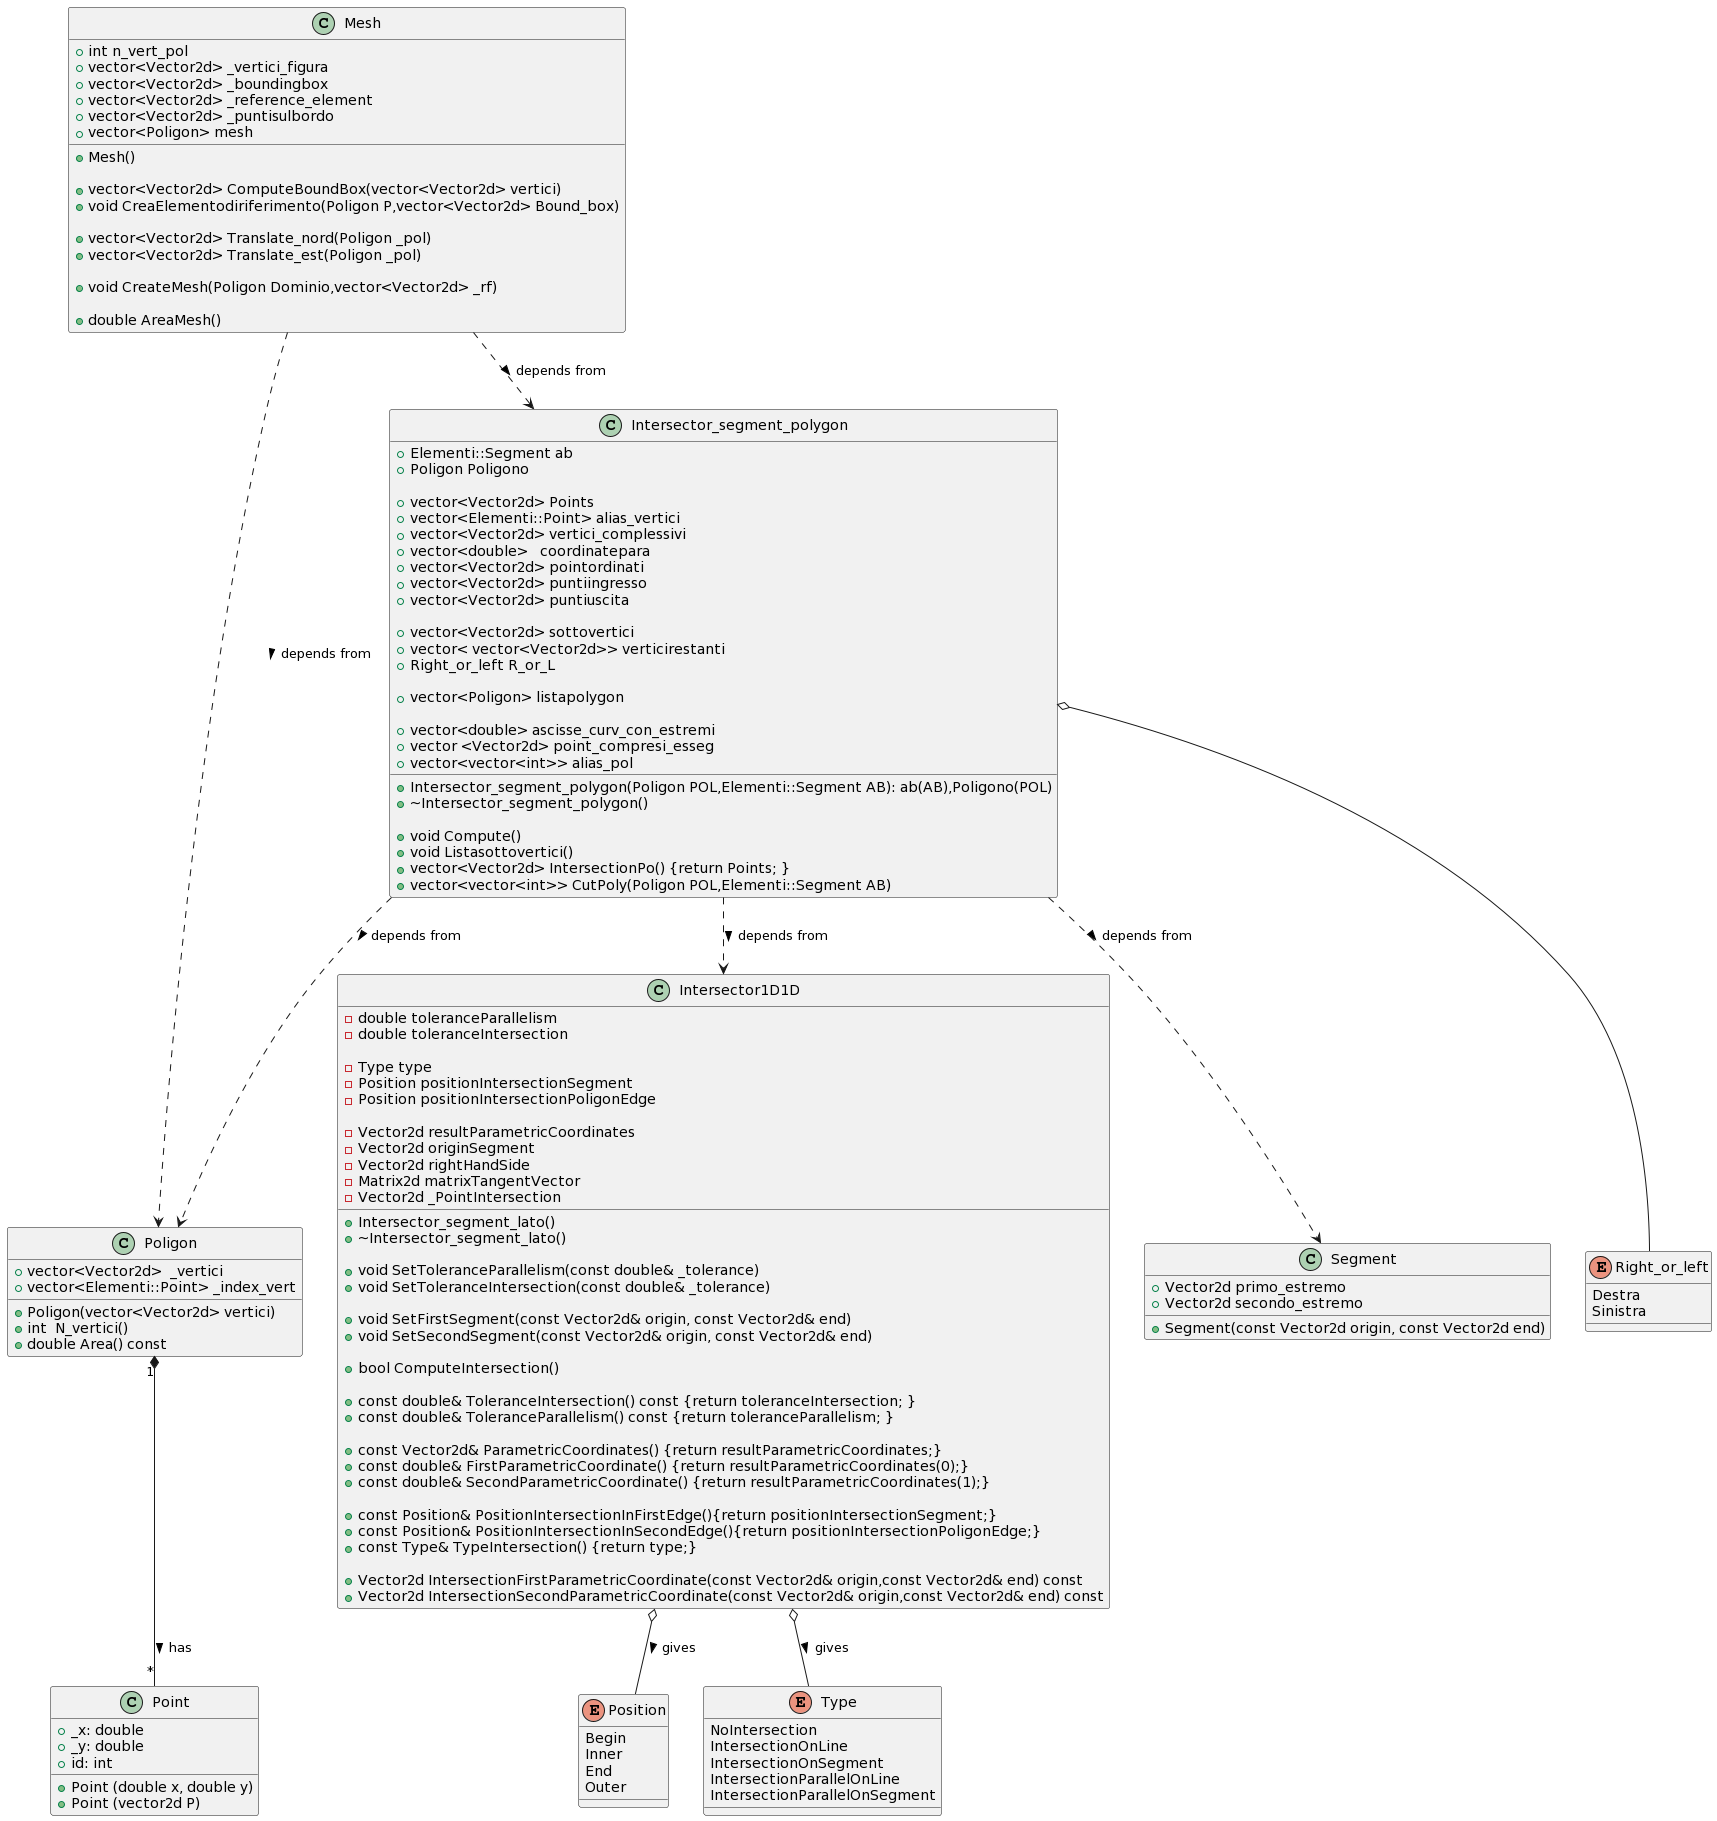 C Mesh
int n_vert_pol
vector<Vector2d> _vertici_figura
vector<Vector2d> _boundingbox
vector<Vector2d> _reference_element
vector<Vector2d> _puntisulbordo
vector<Poligon> mesh
Mesh()
vector<Vector2d> ComputeBoundBox(vector<Vector2d> vertici)
void CreaElementodiriferimento(Poligon P,vector<Vector2d> Bound_box)
vector<Vector2d> Translate_nord(Poligon _pol)
vector<Vector2d> Translate_est(Poligon _pol)
void CreateMesh(Poligon Dominio,vector<Vector2d> _rf)
double AreaMesh()
depends from
C Intersector_segment_polygon
Elementi::Segment ab
Poligon Poligono
vector<Vector2d> Points
vector<Elementi::Point> alias_vertici
vector<Vector2d> vertici_complessivi
vector<double> coordinatepara
vector<Vector2d> pointordinati
vector<Vector2d> puntiingresso
vector<Vector2d> puntiuscita
vector<Vector2d> sottovertici
vector< vector<Vector2d>> verticirestanti
Right_or_left R_or_L
vector<Poligon> listapolygon
vector<double> ascisse_curv_con_estremi
vector <Vector2d> point_compresi_esseg
vector<vector<int>> alias_pol
Intersector_segment_polygon(Poligon POL,Elementi::Segment AB): ab(AB),Poligono(POL)
~Intersector_segment_polygon()
void Compute()
void Listasottovertici()
vector<Vector2d> IntersectionPo() {return Points; }
vector<vector<int>> CutPoly(Poligon POL,Elementi::Segment AB)
depends from
depends from
depends from
depends from
C Intersector1D1D
double toleranceParallelism
double toleranceIntersection
Type type
Position positionIntersectionSegment
Position positionIntersectionPoligonEdge
Vector2d resultParametricCoordinates
Vector2d originSegment
Vector2d rightHandSide
Matrix2d matrixTangentVector
Vector2d _PointIntersection
Intersector_segment_lato()
~Intersector_segment_lato()
void SetToleranceParallelism(const double& _tolerance)
void SetToleranceIntersection(const double& _tolerance)
void SetFirstSegment(const Vector2d& origin, const Vector2d& end)
void SetSecondSegment(const Vector2d& origin, const Vector2d& end)
bool ComputeIntersection()
const double& ToleranceIntersection() const {return toleranceIntersection; }
const double& ToleranceParallelism() const {return toleranceParallelism; }
const Vector2d& ParametricCoordinates() {return resultParametricCoordinates;}
const double& FirstParametricCoordinate() {return resultParametricCoordinates(0);}
const double& SecondParametricCoordinate() {return resultParametricCoordinates(1);}
const Position& PositionIntersectionInFirstEdge(){return positionIntersectionSegment;}
const Position& PositionIntersectionInSecondEdge(){return positionIntersectionPoligonEdge;}
const Type& TypeIntersection() {return type;}
Vector2d IntersectionFirstParametricCoordinate(const Vector2d& origin,const Vector2d& end) const
Vector2d IntersectionSecondParametricCoordinate(const Vector2d& origin,const Vector2d& end) const
C Poligon
vector<Vector2d> _vertici
vector<Elementi::Point> _index_vert
Poligon(vector<Vector2d> vertici)
int N_vertici()
double Area() const
C Segment
Vector2d primo_estremo
Vector2d secondo_estremo
Segment(const Vector2d origin, const Vector2d end)
E Right_or_left
Destra
Sinistra
1
has
*
gives
gives
C Point
_x: double
_y: double
id: int
Point (double x, double y)
Point (vector2d P)
E Position
Begin
Inner
End
Outer
E Type
NoIntersection
IntersectionOnLine
IntersectionOnSegment
IntersectionParallelOnLine
IntersectionParallelOnSegment